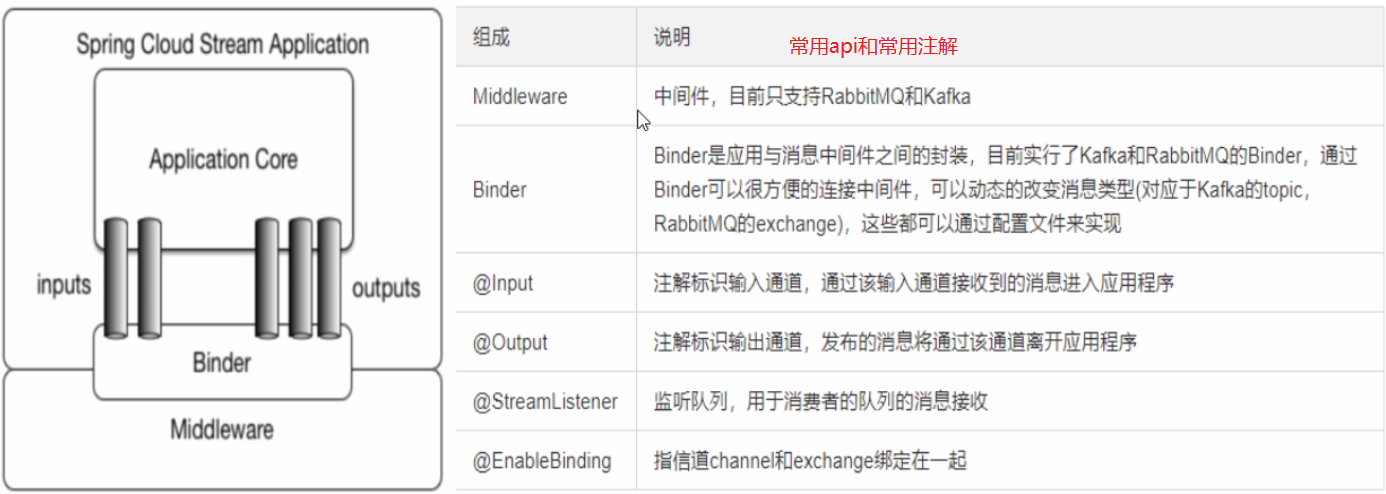 Spring Cloud Stream Application
Application Core
inputs
outputs
Binder
Middleware
组成
说明
常用api和常用注解
Middleware
中间件，目前只支持RabbitMQ和Kafka
Binder
Binder是应用与消息中间件之间的封装，目前实行了Kafka和RabbitMQ的Binder，通过
Binder可以很方便的连接中间件，可以动态的改变消息类型(对应于Kafka的topic，
RabbitMQ的exchange)，这些都可以通过配置文件来实现
@Input
注解标识输入通道，通过该输入通道接收到的消息进入应用程序
@Output
注解标识输出通道，发布的消息将通过该通道离开应用程序
@StreamListener
监听队列，用于消费者的队列的消息接收
@EnableBinding
指信道channel和exchange绑定在一起